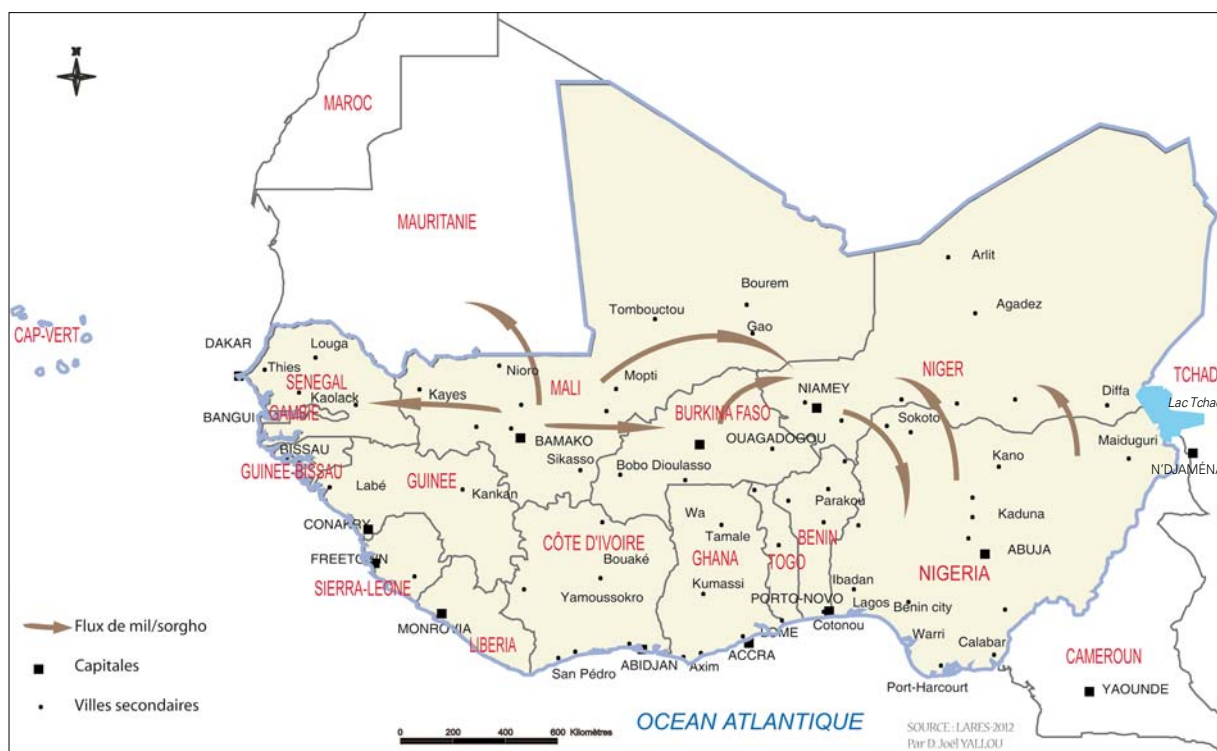 N
MAROC
MAURITANIE
Arlit
Bourem
Agadez
Tombouctou
Gao
CAP-VERT
DAKAR
Louga
Thies
Nioro
NIGER
TCHAD
SENEGAL
Kayes
MALI
Mopti
NIAMEY
Diffa
Lac Tchad
Kaolack
BANGUI
GAMBIE
BURKINA FASO
Sokoto
BAMAKO
OUAGADOGOU
Maiduguri
BISSAU
Sikasso
Bobo Dioulasso
Kano
N'DJAMÉNA
GUINEE-BISSAU
GUINEE
Labé
Kankan
Parakou
Wa
Kaduna
CONAKRY
Tamale
BENIN
CÔTE D'IVOIRE
ABUJA
FREETOWN
Bouaké
GHANA
TOGO
NIGERIA
SIERRA-LEONE
Kumassi
Ibadan
Yamoussokro
PORTO-NOVO
Lagos
Benin city
Flux de mil/sorgho
MONROVIA
Cotonou
LOME
Warri
LIBERIA
Calabar
ACCRA
CAMEROUN
Capitales
ABIDJAN
Axim
San Pédro
Port-Harcourt
YAOUNDE
Villes secondaires
OCEAN ATLANTIQUE
0 200 400 600 Kilomètres
SOURCE : LARES-2012
Par D. Joël YALLOU